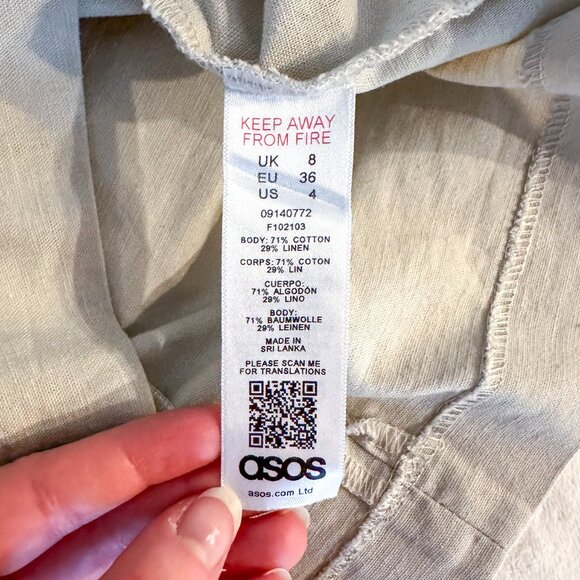 KEEP AWAY
FROM FIRE
UK 8
EU 36
US 4
09140772
F102103
BODY: 71% COTTON
29% LINEN
CORPS: 71% COTON
29% LIN
CUERPO:
71% ALGODÓN
29% LINO
BODY:
71% BAUMWOLLE
29% LEINEN
MADE IN
SRI LANKA
PLEASE SCAN ME
FOR TRANSLATIONS
asos
asos.com Ltd